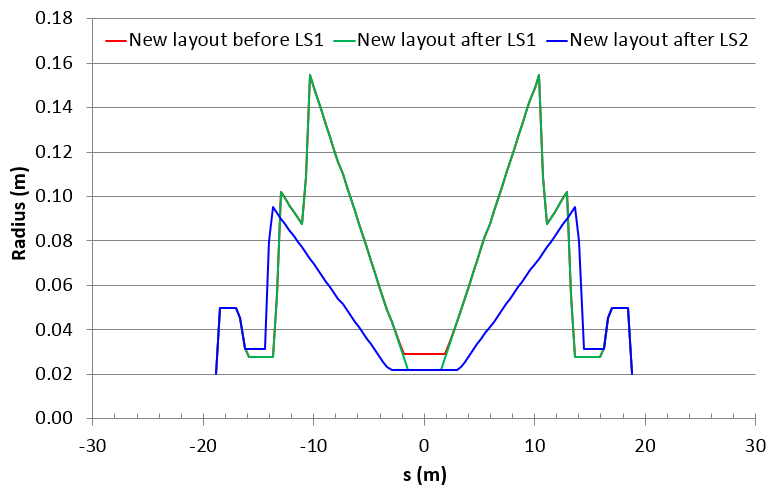 0.18
New layout before LS1 New layout after LS1 New layout after LS2
0.16
0.14
0.12
0.10
0.08
0.06
0.04
0.02
0.00
Radius (m)
-30 -20 -10 0 10 20 30
s (m)